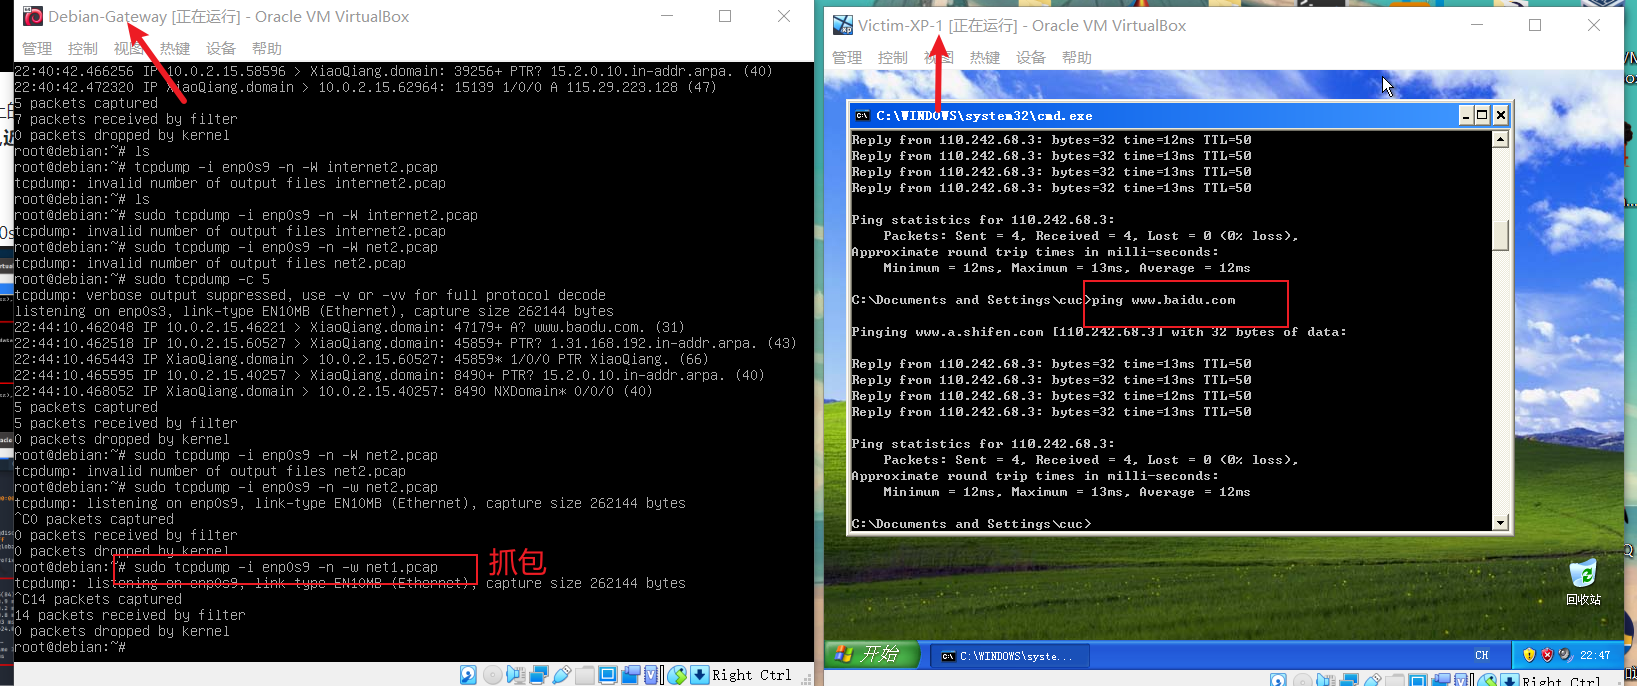 Debian-Gateway [正在运行] - Oracle VM VirtualBox
管理 控制 视图 热键 设备 帮助
22:40:42.466256 IP 10.0.2.15.58596 > XiaoQiang.domain: 39256+ PTR? 15.2.0.10.in-addr.arpa. (40)
22:40:42.472320 IP XiaoQiang.domain > 10.0.2.15.62964: 15139 1/0/0 A 115.29.223.128 (47)
5 packets captured
7 packets received by filter
0 packets dropped by kernel
root@debian:~# ls
root@debian:~# tcpdump -i enp0s9 -n -W internet2.pcap
tcpdump: invalid number of output files internet2.pcap
root@debian:~# ls
root@debian:~# sudo tcpdump -i enp0s9 -n -W internet2.pcap
tcpdump: invalid number of output files internet2.pcap
root@debian:~# sudo tcpdump -i enp0s9 -n -W net2.pcap
tcpdump: invalid number of output files net2.pcap
root@debian:~# sudo tcpdump -c 5
tcpdump: verbose output suppressed, use -v or -vv for full protocol decode
listening on enp0s3, link-type EN10MB (Ethernet), capture size 262144 bytes
22:44:10.462048 IP 10.0.2.15.46221 > XiaoQiang.domain: 47179+ A? www.baodu.com. (31)
22:44:10.462518 IP 10.0.2.15.60527 > XiaoQiang.domain: 45859+ PTR? 1.31.168.192.in-addr.arpa. (43)
22:44:10.465443 IP XiaoQiang.domain > 10.0.2.15.60527: 45859* 1/0/0 PTR XiaoQiang. (66)
22:44:10.465595 IP 10.0.2.15.40257 > XiaoQiang.domain: 8490+ PTR? 15.2.0.10.in-addr.arpa. (40)
22:44:10.468052 IP XiaoQiang.domain > 10.0.2.15.40257: 8490 NXDomain* 0/0/0 (40)
5 packets captured
5 packets received by filter
0 packets dropped by kernel
root@debian:~# sudo tcpdump -i enp0s9 -n -W net2.pcap
tcpdump: invalid number of output files net2.pcap
root@debian:~# sudo tcpdump -i enp0s9 -n -w net2.pcap
tcpdump: listening on enp0s9, link-type EN10MB (Ethernet), capture size 262144 bytes
^C0 packets captured
0 packets received by filter
0 packets dropped by kernel
root@debian:~# sudo tcpdump -i enp0s9 -n -w net1.pcap
抓包
tcpdump: listening on enp0s9, link-type EN10MB (Ethernet), capture size 262144 bytes
^C14 packets captured
14 packets received by filter
0 packets dropped by kernel
root@debian:~#
Right Ctrl
Victim-XP-1 [正在运行] - Oracle VM VirtualBox
管理 控制 视图 热键 设备 帮助
C:\WINDOWS\system32\cmd.exe
Reply from 110.242.68.3: bytes=32 time=12ms TTL=50
Reply from 110.242.68.3: bytes=32 time=13ms TTL=50
Reply from 110.242.68.3: bytes=32 time=13ms TTL=50
Reply from 110.242.68.3: bytes=32 time=13ms TTL=50
Ping statistics for 110.242.68.3:
Packets: Sent = 4, Received = 4, Lost = 0 (0% loss),
Approximate round trip times in milli-seconds:
Minimum = 12ms, Maximum = 13ms, Average = 12ms
C:\Documents and Settings\cuc>ping www.baidu.com
Pinging www.a.shifen.com [110.242.68.3] with 32 bytes of data:
Reply from 110.242.68.3: bytes=32 time=13ms TTL=50
Reply from 110.242.68.3: bytes=32 time=12ms TTL=50
Reply from 110.242.68.3: bytes=32 time=13ms TTL=50
Reply from 110.242.68.3: bytes=32 time=13ms TTL=50
Ping statistics for 110.242.68.3:
Packets: Sent = 4, Received = 4, Lost = 0 (0% loss),
Approximate round trip times in milli-seconds:
Minimum = 12ms, Maximum = 13ms, Average = 12ms
C:\Documents and Settings\cuc>
回收站
开始
C:\WINDOWS\syste...
CH
22:47
Right Ctrl